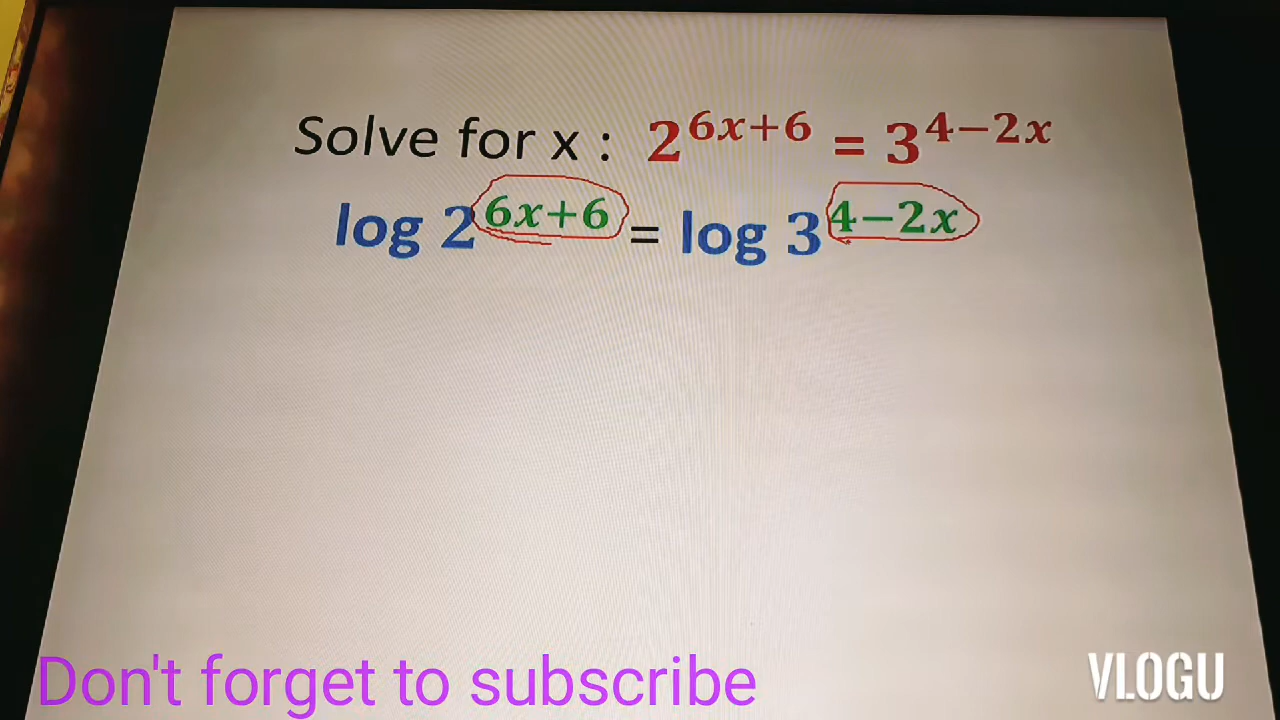 Solve for x : 2^{6x+6} = 3^{4−2x}
log 2^{6x+6} = log 3^{4−2x}
Don't forget to subscribe
VLOGU